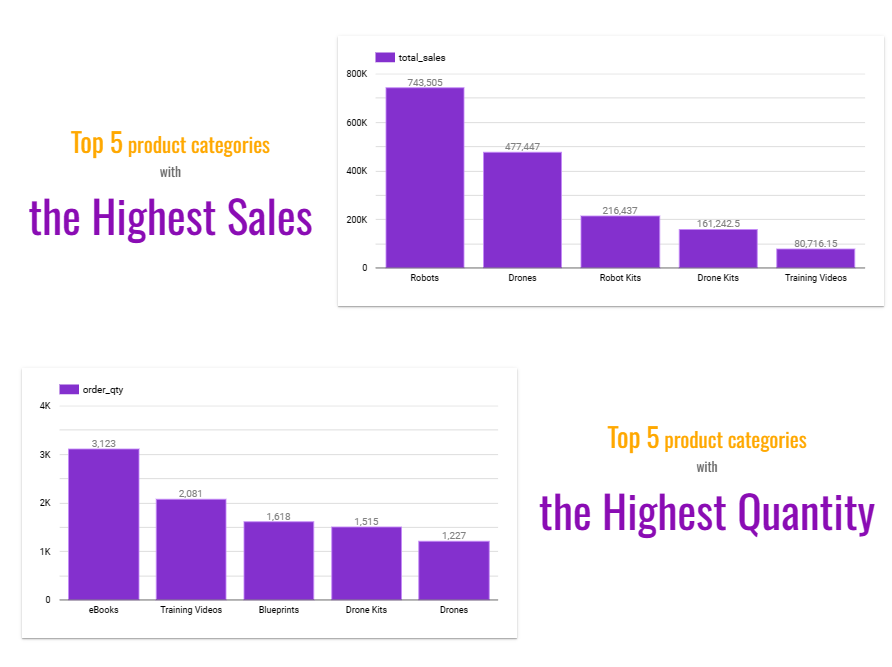 total_sales
800K
600K
400K
200K
0
743,505
477,447
216,437
161,242.5
80,716.15
Robots
Drones
Robot Kits
Drone Kits
Training Videos
Top 5 product categories
with
the Highest Sales
order_qty
4K
3K
2K
1K
0
3,123
2,081
1,618
1,515
1,227
eBooks
Training Videos
Blueprints
Drone Kits
Drones
Top 5 product categories
with
the Highest Quantity